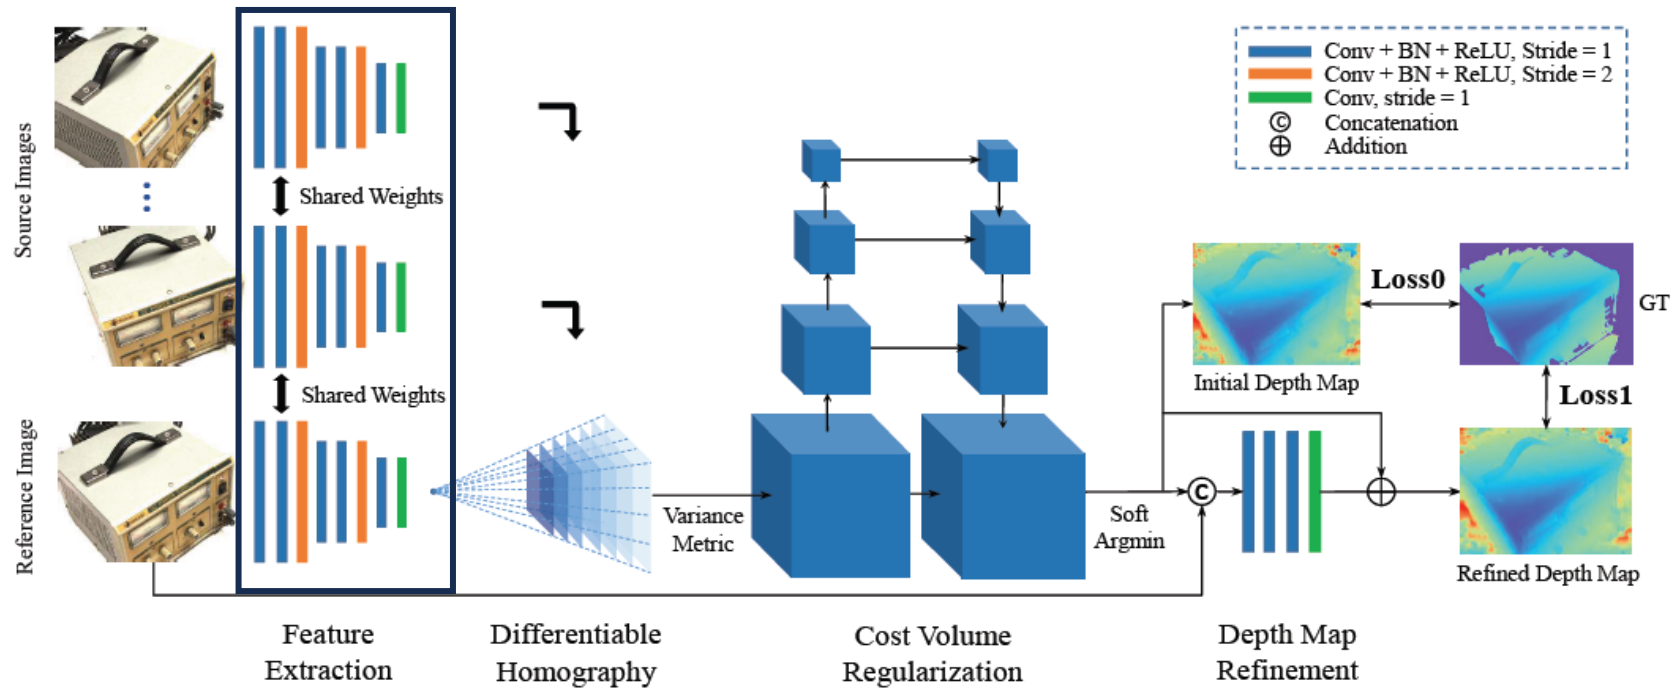 Conv + BN + ReLU, Stride = 1
Conv + BN + ReLU, Stride = 2
Conv, stride = 1
C Concatenation
Addition
Source Images
Reference Image
Shared Weights
Shared Weights
Variance
Metric
Soft
Argmin
C
Initial Depth Map
Loss0
GT
Loss1
Refined Depth Map
Feature
Extraction
Differentiable
Homography
Cost Volume
Regularization
Depth Map
Refinement